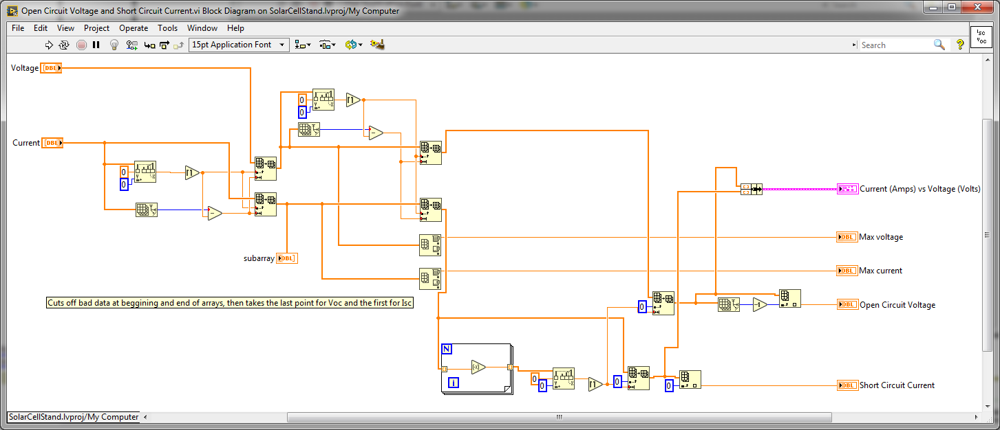 Open Circuit Voltage and Short Circuit Current.vi Block Diagram on SolarCellStand.lvproj/My Computer
File Edit View Project Operate Tools Window Help
Isc
Voc
15pt Application Font
Search
?
Voltage DBL
Current DBL
0
0
0
0
-
-
subarray DBL
Current (Amps) vs Voltage (Volts)
DBL Max voltage
DBL Max current
Cuts off bad data at beggining and end of arrays, then takes the last point for Voc and the first for Isc
0
-1
DBL Open Circuit Voltage
N
i
0
0
0
0
DBL Short Circuit Current
SolarCellStand.lvproj/My Computer